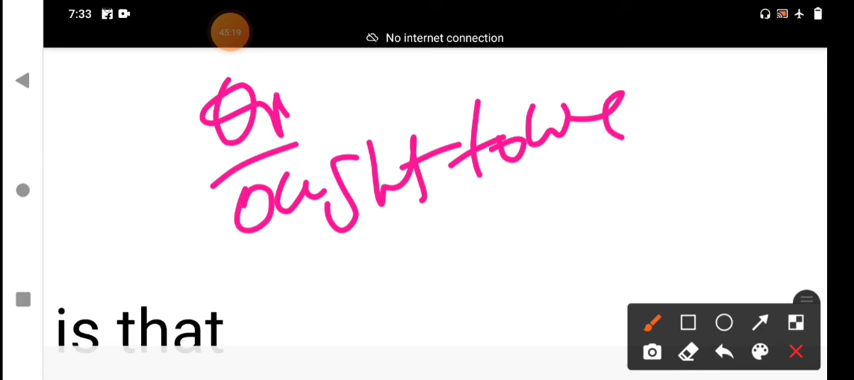 7:33
45:19
No internet connection
Or
ought to we
is that